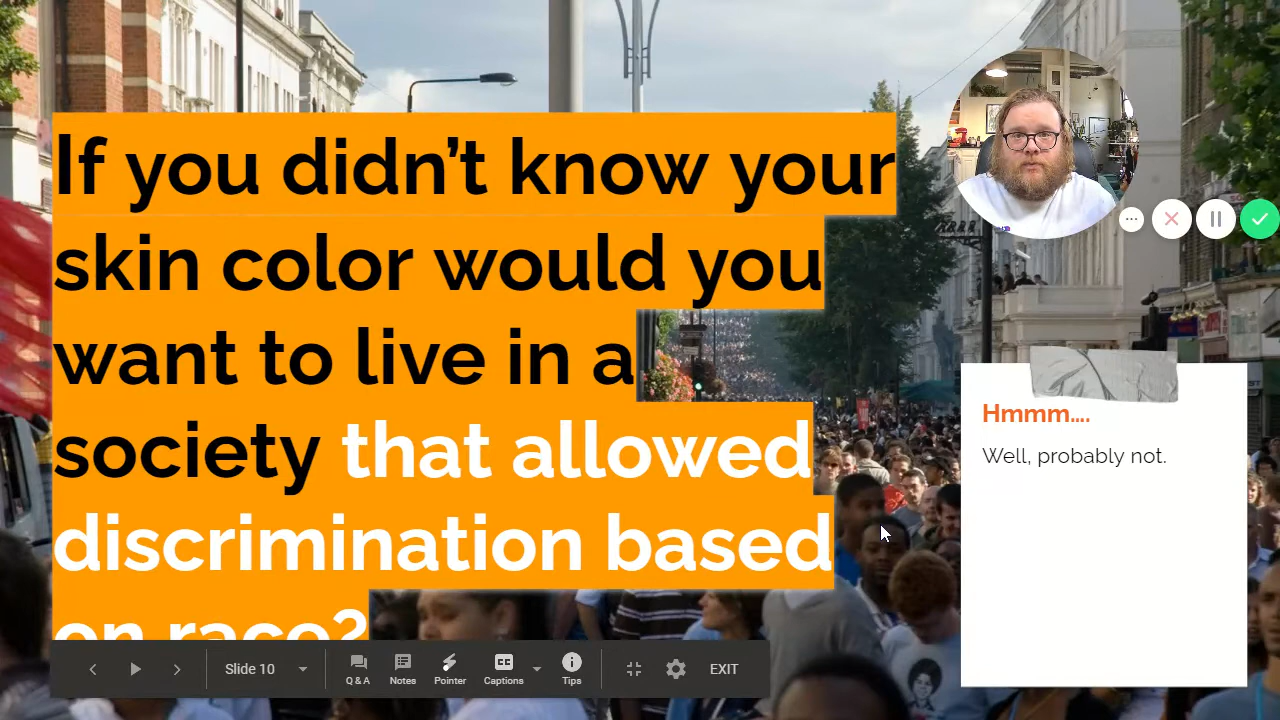 If you didn’t know your
skin color would you
want to live in a
society that allowed
discrimination based
on race?
Hmmm....
Well, probably not.
Slide 10
Q & A
Notes
Pointer
CC
Captions
Tips
EXIT